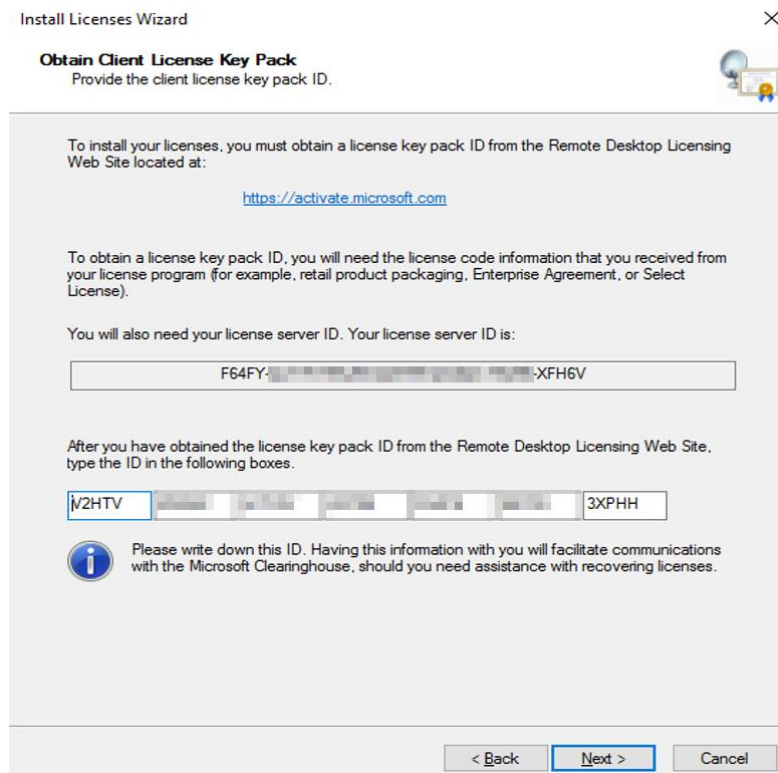 Install Licenses Wizard
Obtain Client License Key Pack
Provide the client license key pack ID.
To install your licenses, you must obtain a license key pack ID from the Remote Desktop Licensing
Web Site located at:
https://activate.microsoft.com
To obtain a license key pack ID, you will need the license code information that you received from
your license program (for example, retail product packaging, Enterprise Agreement, or Select
License).
You will also need your license server ID. Your license server ID is:
F64FY- -XFH6V
After you have obtained the license key pack ID from the Remote Desktop Licensing Web Site,
type the ID in the following boxes.
V2HTV 3XPHH
Please write down this ID. Having this information with you will facilitate communications
with the Microsoft Clearinghouse, should you need assistance with recovering licenses.
< Back Next > Cancel